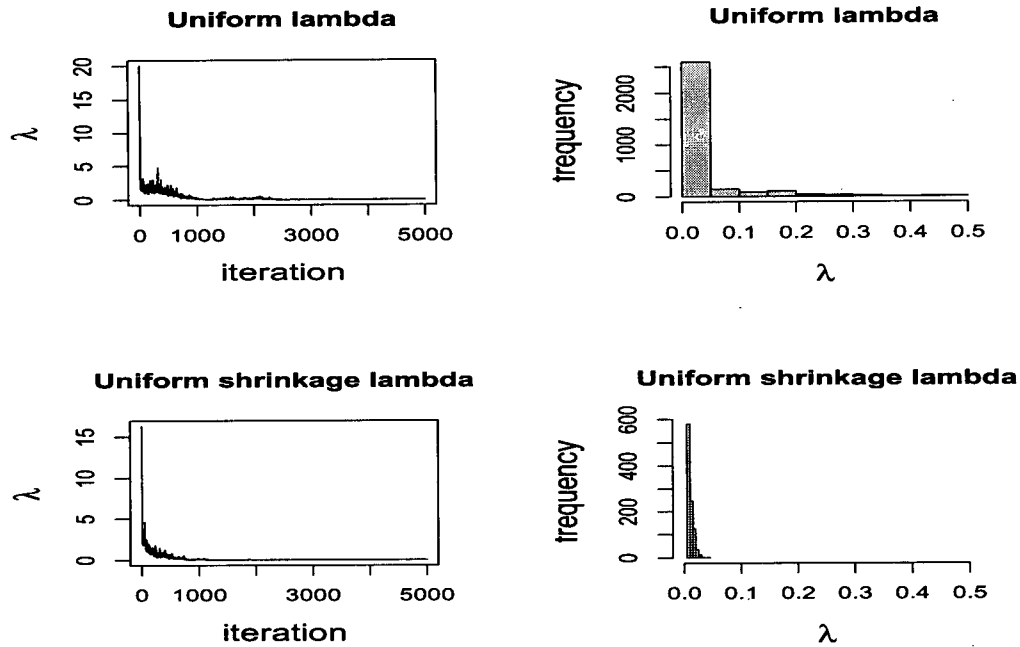 Uniform lambda
λ
20
15
10
5
0
0 1000 3000 5000
iteration
Uniform lambda
trequency
2000
1000
0
0.0 0.1 0.2 0.3 0.4 0.5
λ
Uniform shrinkage lambda
λ
15
10
5
0
0 1000 3000 5000
iteration
Uniform shrinkage lambda
trequency
600
400
200
0
0.0 0.1 0.2 0.3 0.4 0.5
λ